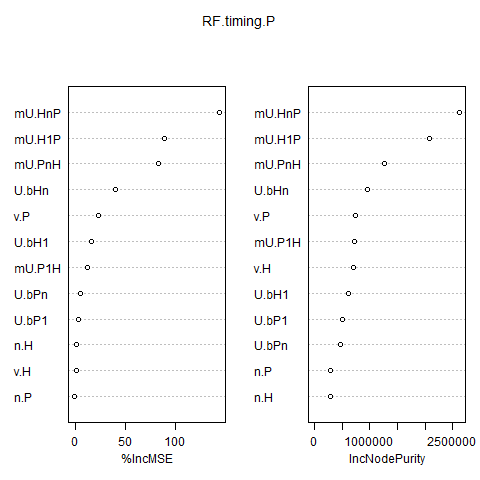 RF.timing.P
mU.HnP
mU.H1P
mU.PnH
U.bHn
v.P
U.bH1
mU.P1H
U.bPn
U.bP1
n.H
v.H
n.P
0 50 100
%IncMSE
mU.HnP
mU.H1P
mU.PnH
U.bHn
v.P
mU.P1H
v.H
U.bH1
U.bP1
U.bPn
n.P
n.H
0 1000000 2500000
IncNodePurity